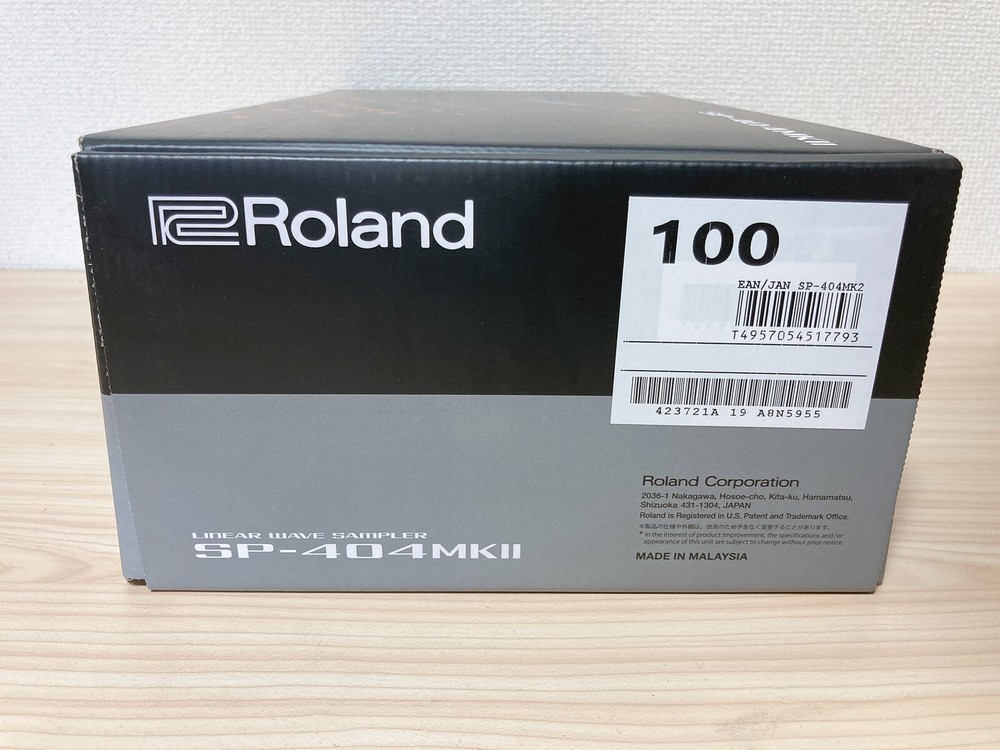 SP-404MKII
Roland
100
EAN/JAN SP-404MK2
T4957054517793
423721A 19 A8N5955
Roland Corporation
2036-1 Nakagawa, Hosoe-cho, Kita-ku, Hamamatsu,
Shizuoka 431-1304, JAPAN
Roland is Registered in U.S. Patent and Trademark Office.
※製品の仕様や外観は、改良のため予告なく変更することがあります。
* In the interest of product improvement, the specifications and/or
appearance of this unit are subject to change without prior notice.
MADE IN MALAYSIA
LINEAR WAVE SAMPLER
SP-404MKII